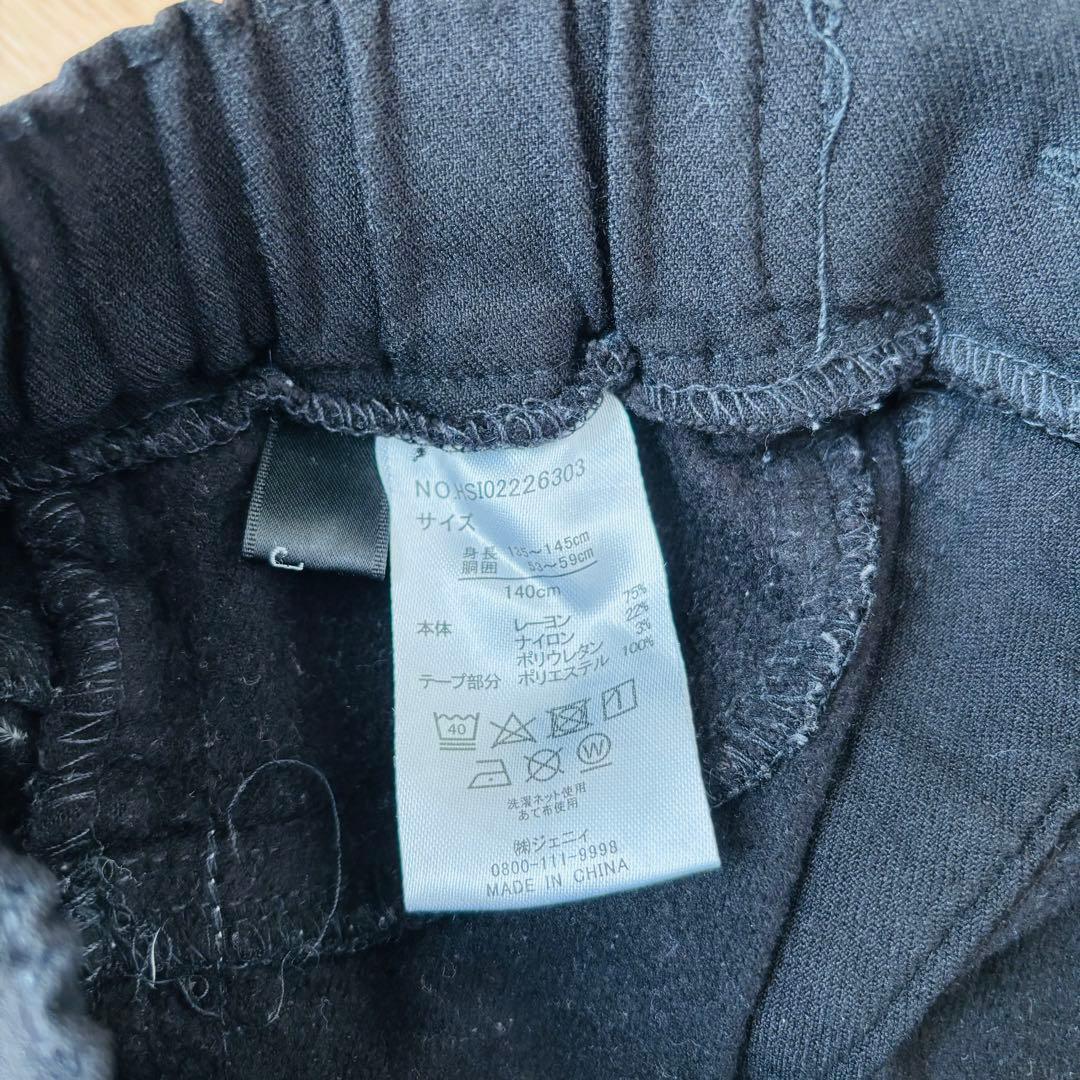 NO.HSI02226303
サイズ
身長 135~145cm
胴囲 53~59cm
140cm
本体 レーヨン 75%
ナイロン 22%
ポリウレタン 3%
テープ部分 ポリエステル 100%
40
W
洗濯ネット使用
あて布使用
㈱ジェニィ
0800-111-9998
MADE IN CHINA